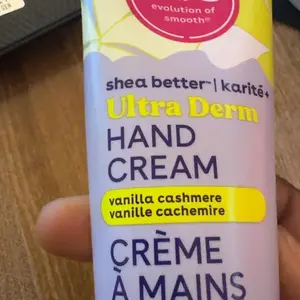 evolution of
smooth®
shea better™ | karité+
Ultra Derm
HAND
CREAM
vanilla cashmere
vanille cachemire
CRÈME
À MAINS